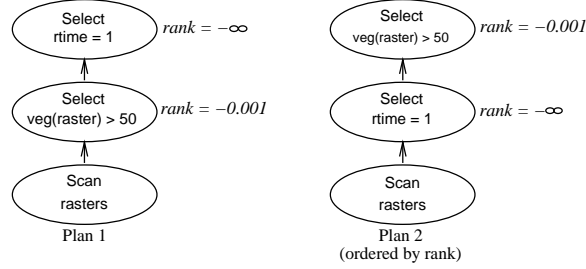 Select
rtime = 1
rank = −∞
Select
veg(raster) > 50
rank = −0.001
Scan
rasters
Plan 1
Select
veg(raster) > 50
rank = −0.001
Select
rtime = 1
rank = −∞
Scan
rasters
Plan 2
(ordered by rank)